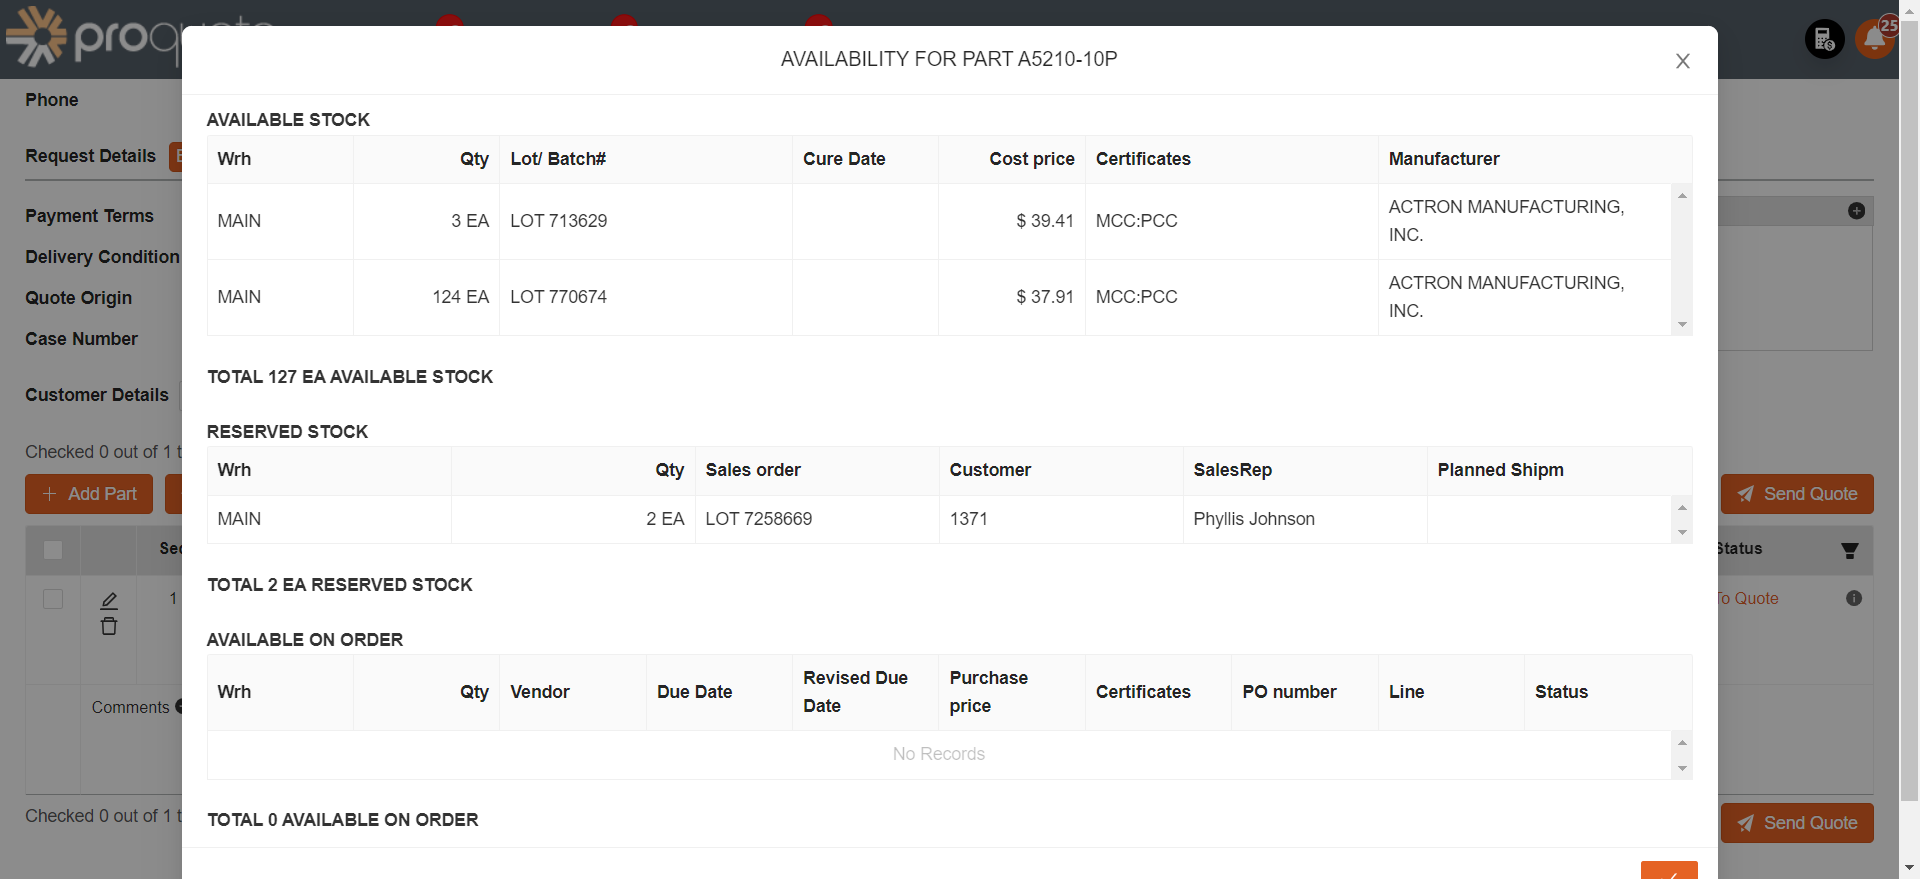 proquote
25
AVAILABILITY FOR PART A5210-10P
Phone
Request Details
Payment Terms
Delivery Condition
Quote Origin
Case Number
Customer Details
Checked 0 out of 1 t
+ Add Part
Send Quote
Sec
Status
1
To Quote
Comments
Checked 0 out of 1 t
Send Quote
AVAILABLE STOCK
Wrh Qty Lot/ Batch# Cure Date Cost price Certificates Manufacturer
MAIN 3 EA LOT 713629 $ 39.41 MCC:PCC ACTRON MANUFACTURING,
INC.
MAIN 124 EA LOT 770674 $ 37.91 MCC:PCC ACTRON MANUFACTURING,
INC.
TOTAL 127 EA AVAILABLE STOCK
RESERVED STOCK
Wrh Qty Sales order Customer SalesRep Planned Shipm
MAIN 2 EA LOT 7258669 1371 Phyllis Johnson
TOTAL 2 EA RESERVED STOCK
AVAILABLE ON ORDER
Wrh Qty Vendor Due Date Revised Due Purchase Certificates PO number Line Status
Date price
No Records
TOTAL 0 AVAILABLE ON ORDER